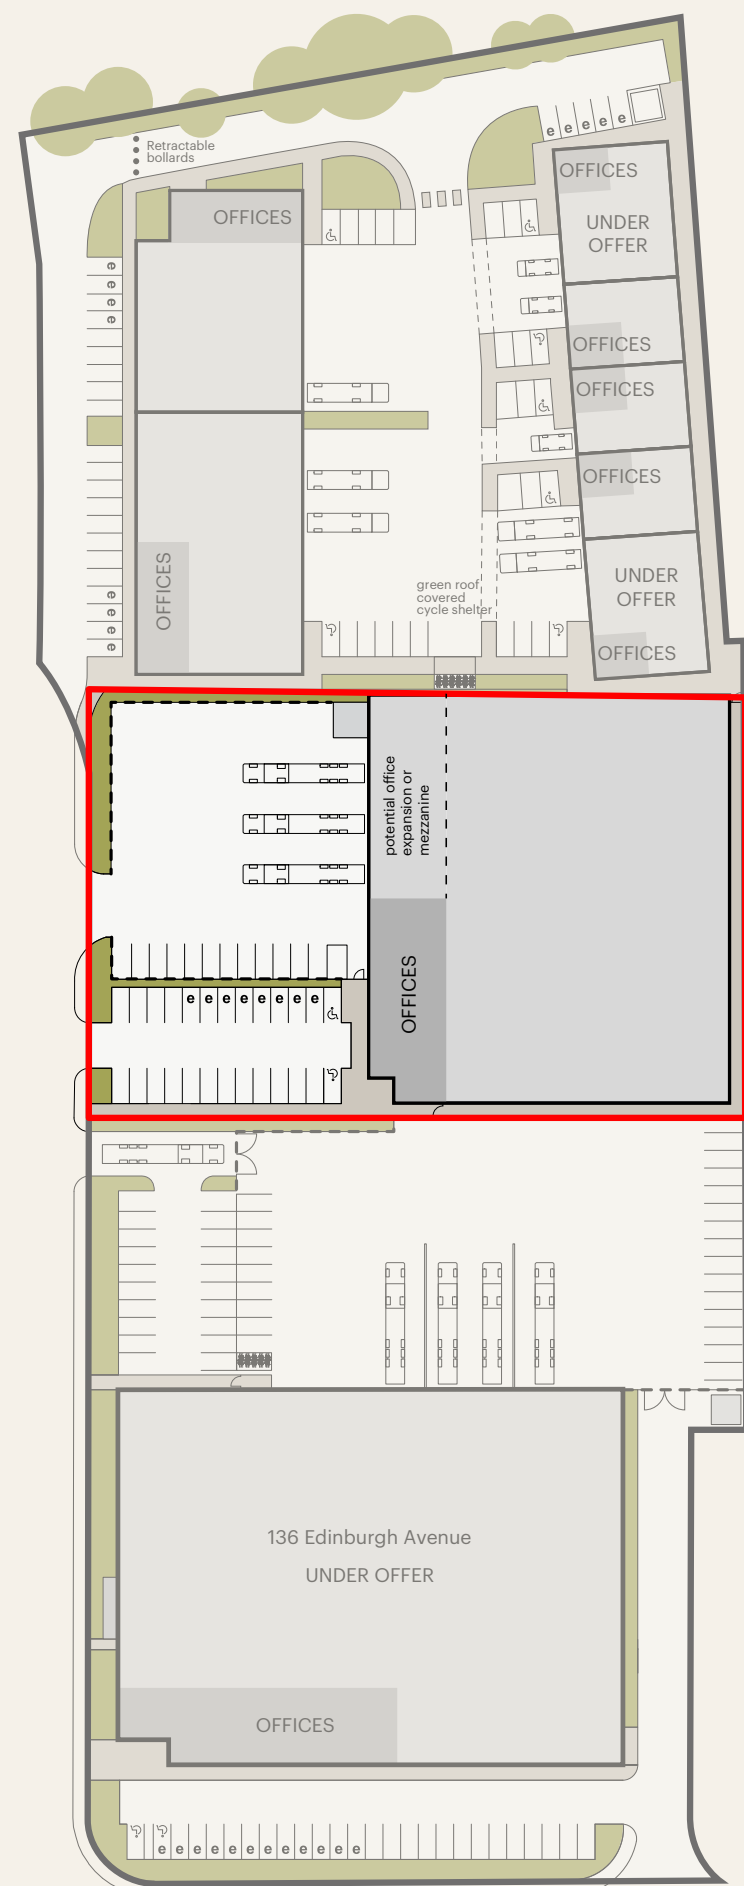 Retractable
bollards
e e e e e
OFFICES
UNDER
OFFER
OFFICES
e
e
e
e
OFFICES
OFFICES
OFFICES
OFFICES
UNDER
OFFER
OFFICES
green roof
covered
cycle shelter
e
e
e
e
potential office
expansion or
mezzanine
OFFICES
e e e e e e e e
136 Edinburgh Avenue
UNDER OFFER
OFFICES
e e e e e e e e e e e e